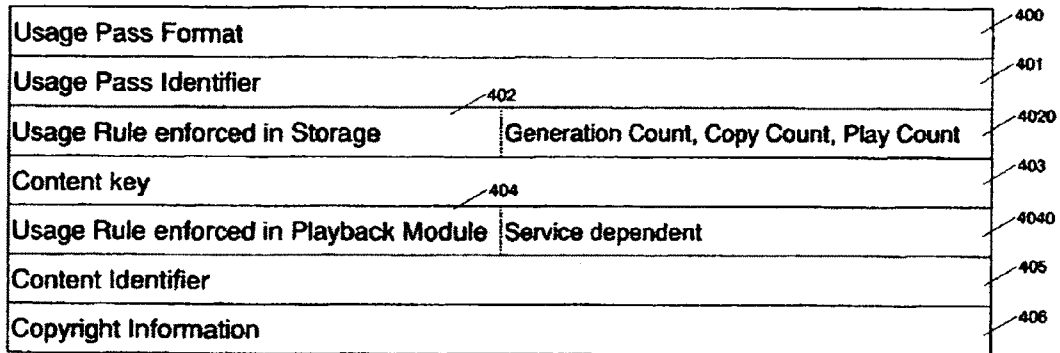 Usage Pass Format 400
Usage Pass Identifier 401
402
Usage Rule enforced in Storage Generation Count, Copy Count, Play Count 4020
Content key 403
404
Usage Rule enforced in Playback Module Service dependent 4040
Content Identifier 405
Copyright Information 406